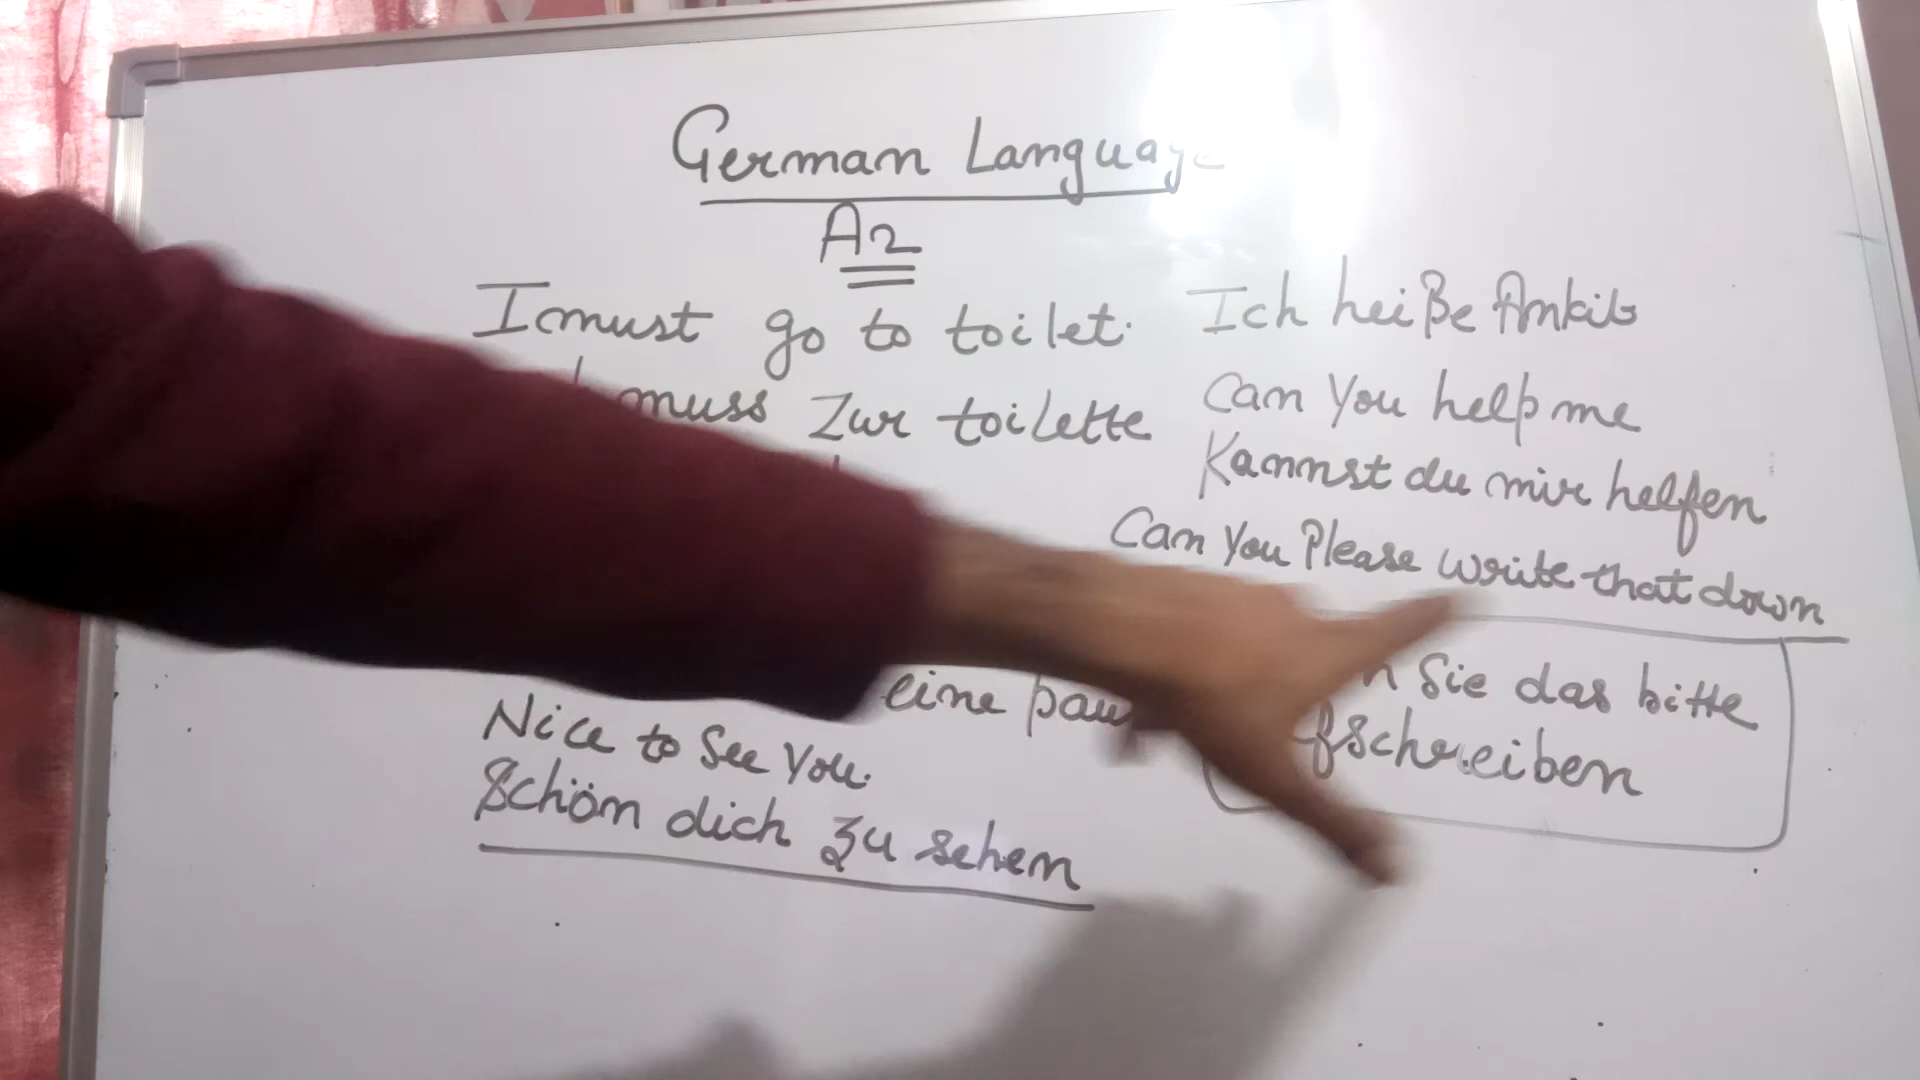 German Language
A2
I must go to toilet.
muss zur toilette
eine
Nice to See You.
Schön dich zu sehen
Ich heiße Ankit
Can You help me
Kannst du mir helfen
Can You Please write that down
Sie das bitte
fschreiben